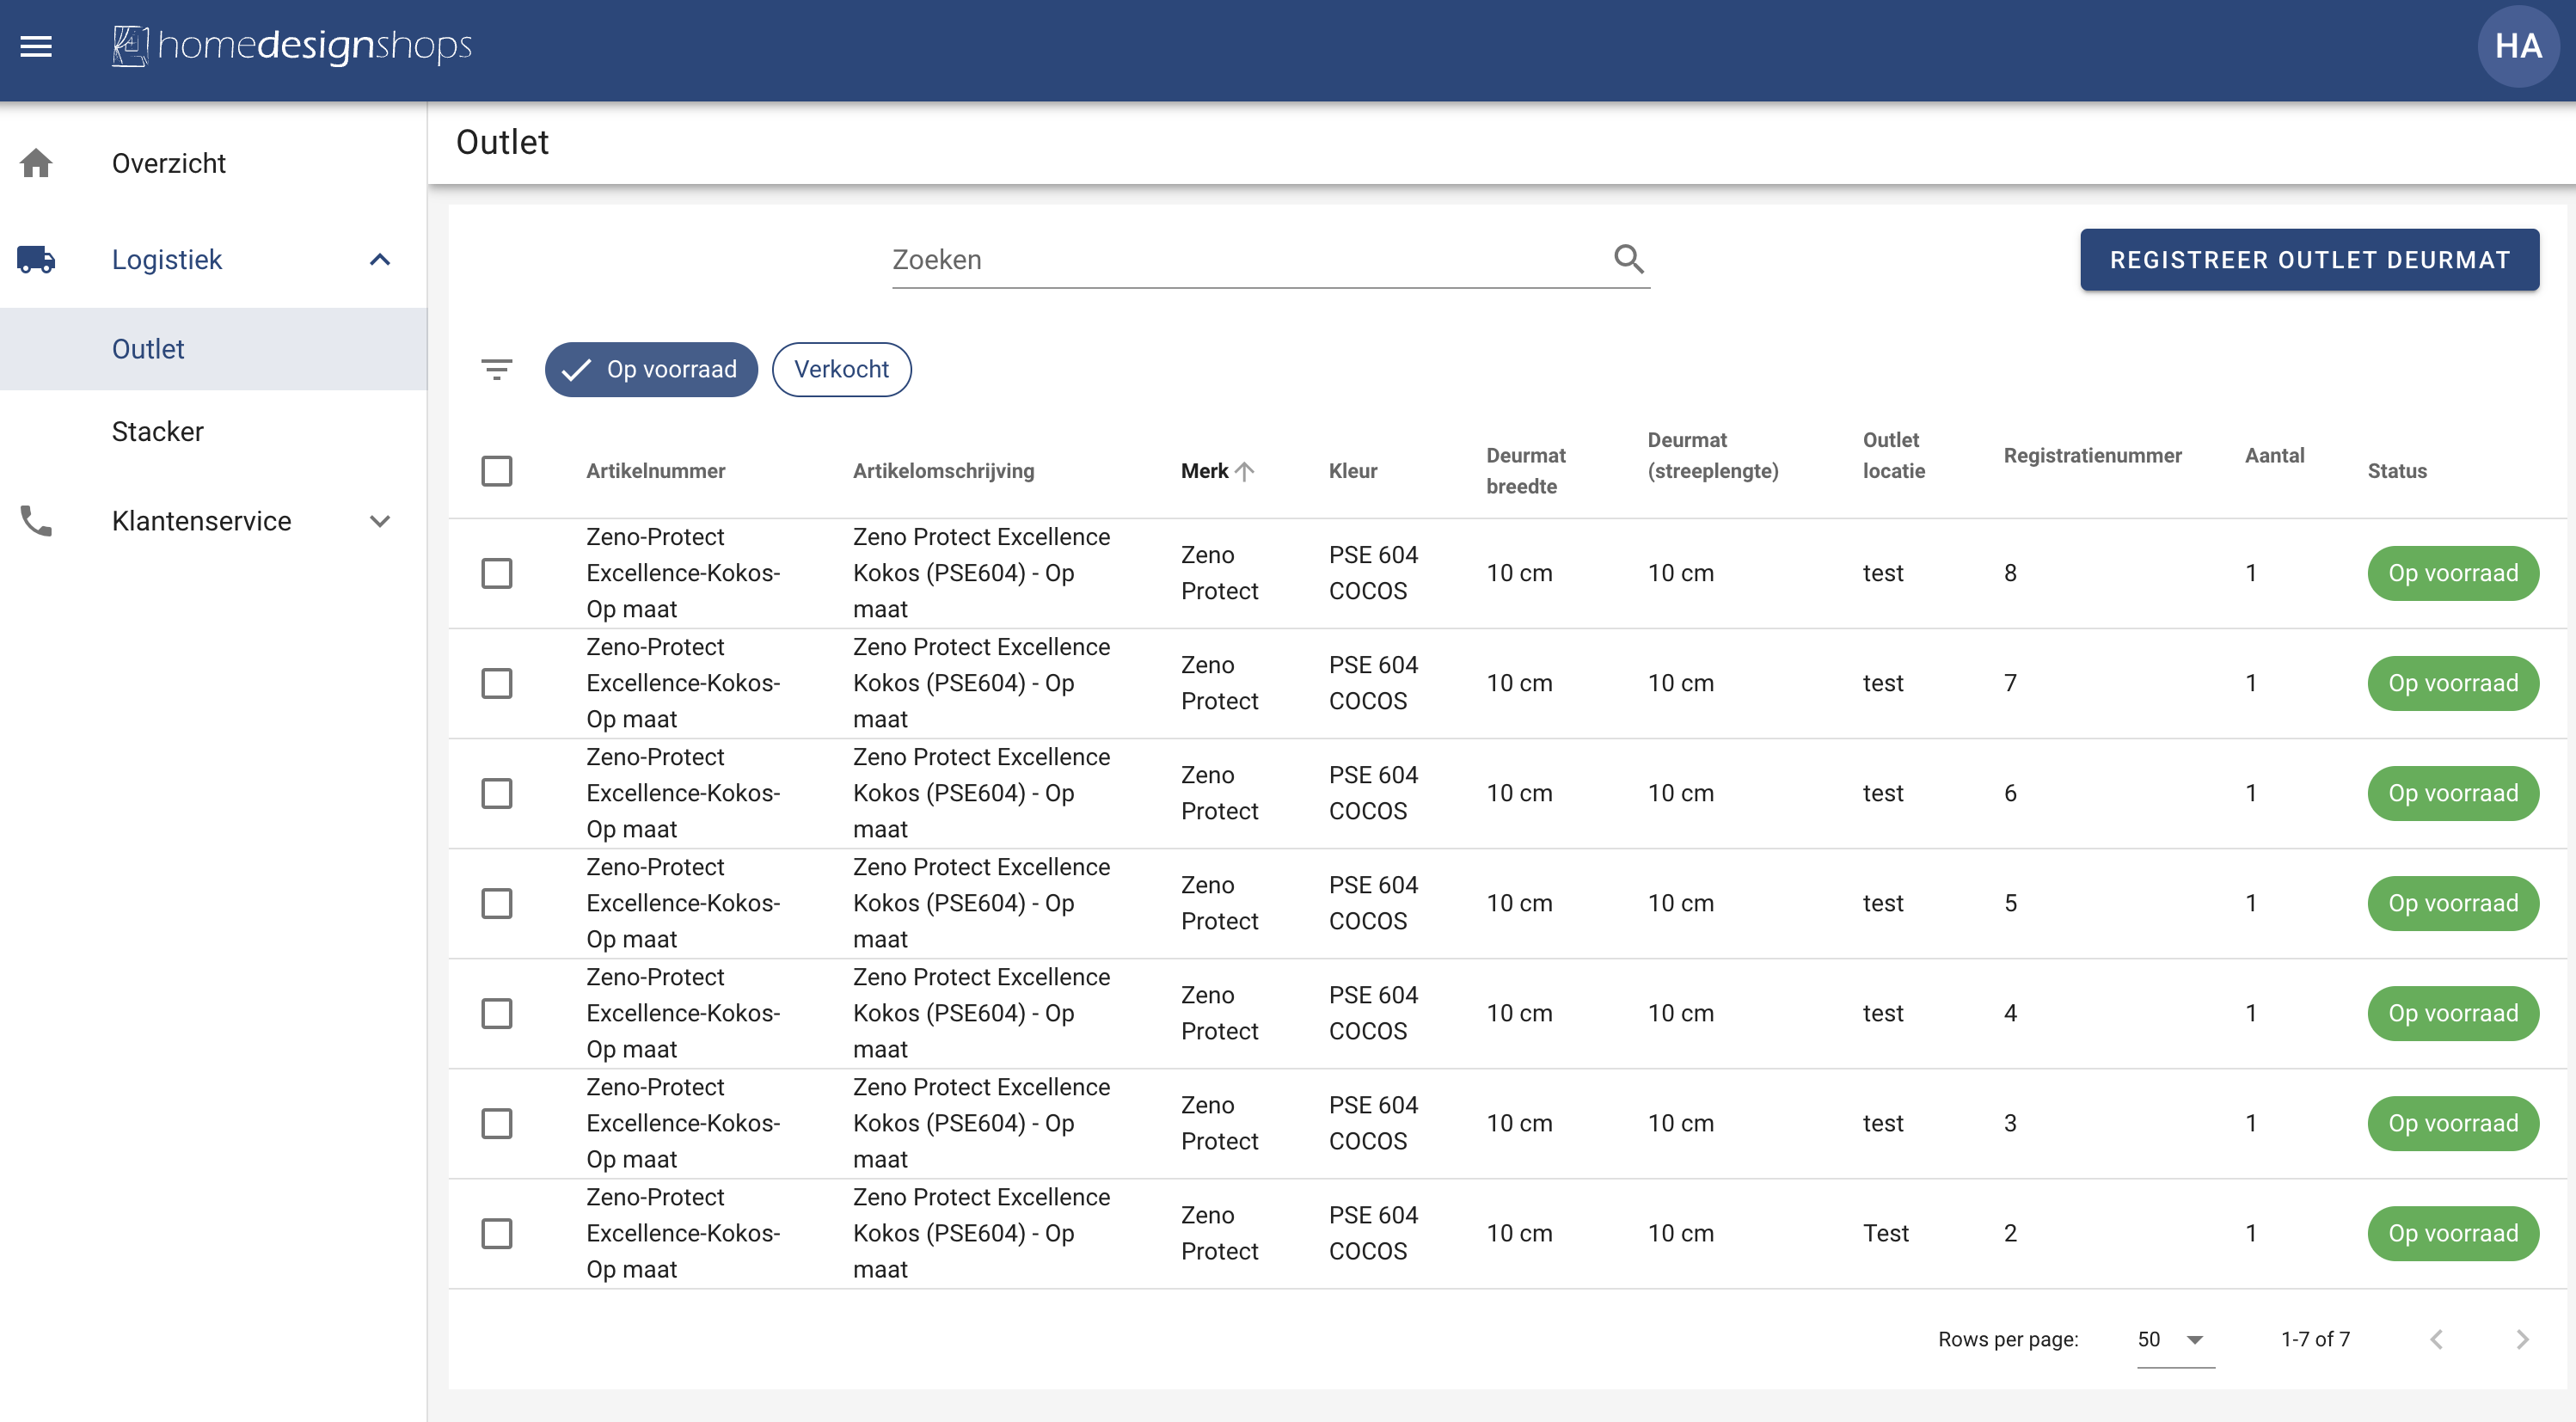 homedesignshops
HA
Overzicht
Logistiek
Outlet
Stacker
Klantenservice
Outlet
Zoeken
REGISTREER OUTLET DEURMAT
Op voorraad
Verkocht
Artikelnummer
Artikelomschrijving
Merk
Kleur
Deurmat
breedte
Deurmat
(streeplengte)
Outlet
locatie
Registratienummer
Aantal
Status
Zeno-Protect
Excellence-Kokos-
Op maat
Zeno Protect Excellence
Kokos (PSE604) - Op
maat
Zeno
Protect
PSE 604
COCOS
10 cm
10 cm
test
8
1
Op voorraad
Zeno-Protect
Excellence-Kokos-
Op maat
Zeno Protect Excellence
Kokos (PSE604) - Op
maat
Zeno
Protect
PSE 604
COCOS
10 cm
10 cm
test
7
1
Op voorraad
Zeno-Protect
Excellence-Kokos-
Op maat
Zeno Protect Excellence
Kokos (PSE604) - Op
maat
Zeno
Protect
PSE 604
COCOS
10 cm
10 cm
test
6
1
Op voorraad
Zeno-Protect
Excellence-Kokos-
Op maat
Zeno Protect Excellence
Kokos (PSE604) - Op
maat
Zeno
Protect
PSE 604
COCOS
10 cm
10 cm
test
5
1
Op voorraad
Zeno-Protect
Excellence-Kokos-
Op maat
Zeno Protect Excellence
Kokos (PSE604) - Op
maat
Zeno
Protect
PSE 604
COCOS
10 cm
10 cm
test
4
1
Op voorraad
Zeno-Protect
Excellence-Kokos-
Op maat
Zeno Protect Excellence
Kokos (PSE604) - Op
maat
Zeno
Protect
PSE 604
COCOS
10 cm
10 cm
test
3
1
Op voorraad
Zeno-Protect
Excellence-Kokos-
Op maat
Zeno Protect Excellence
Kokos (PSE604) - Op
maat
Zeno
Protect
PSE 604
COCOS
10 cm
10 cm
Test
2
1
Op voorraad
Rows per page:
50
1-7 of 7